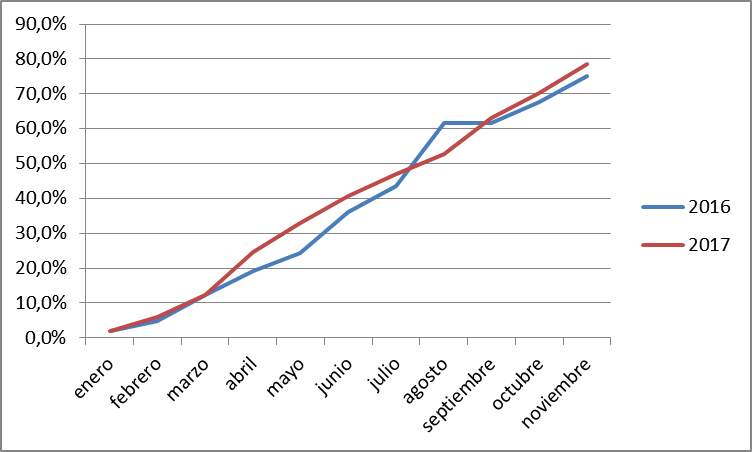 90,0%
80,0%
70,0%
60,0%
50,0%
40,0%
30,0%
20,0%
10,0%
0,0%
enero
febrero
marzo
abril
mayo
junio
julio
agosto
septiembre
octubre
noviembre
2016
2017